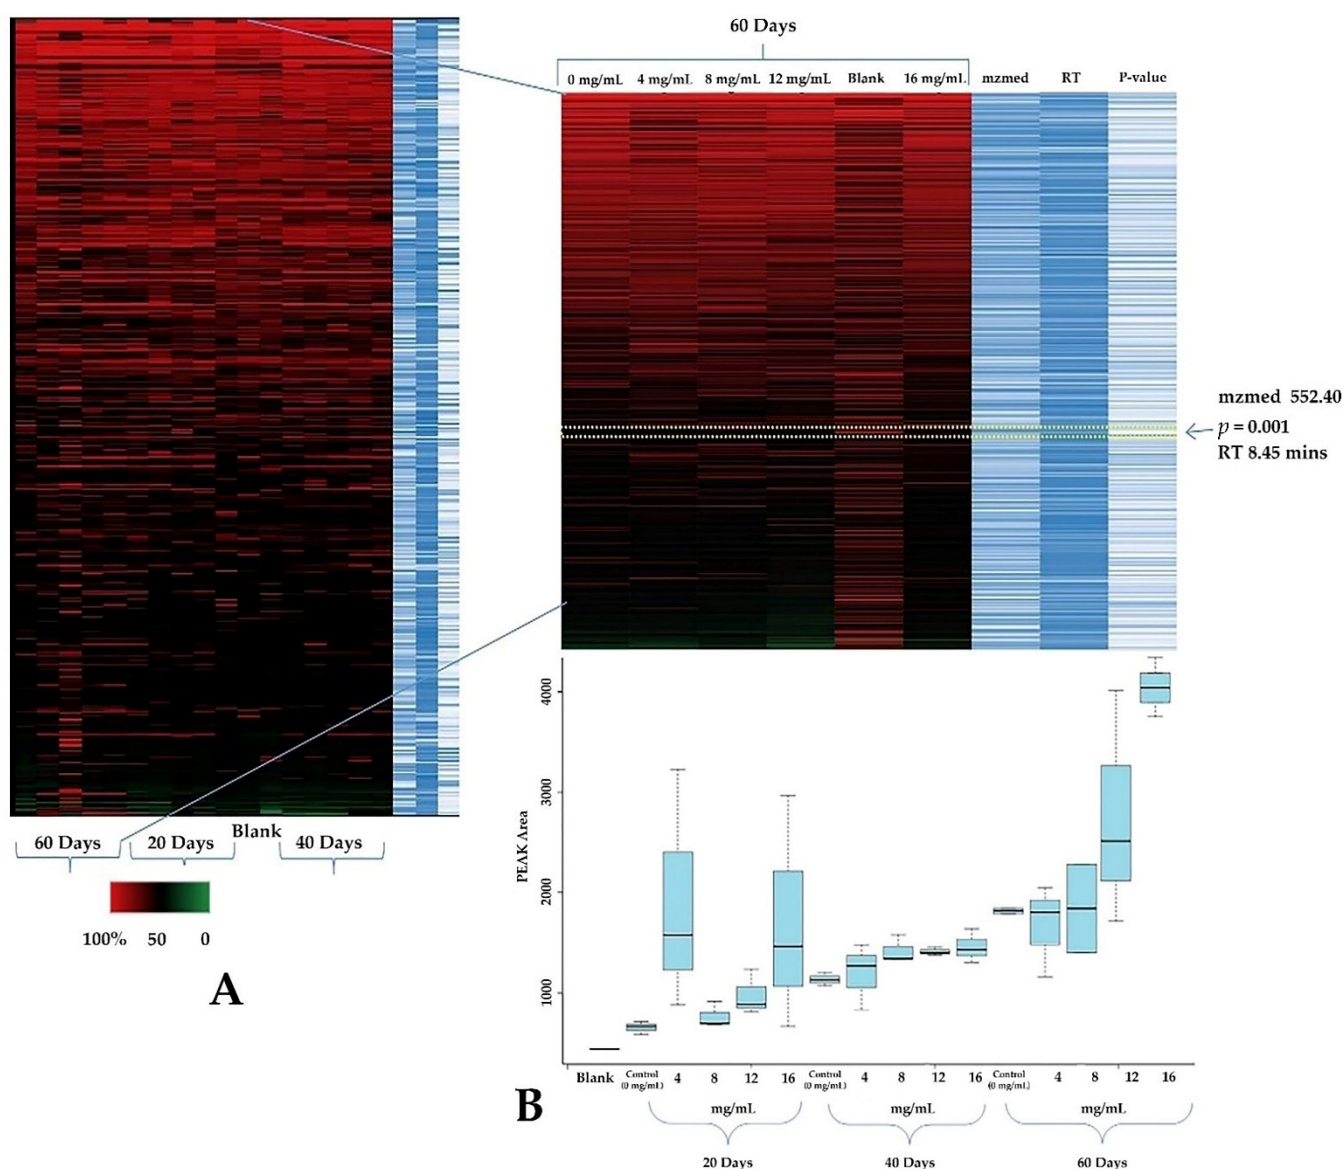 60 Days
0 mg/mL 4 mg/mL 8 mg/mL 12 mg/mL Blank 16 mg/mL mzmed RT P-value
mzmed 552.40
p = 0.001
RT 8.45 mins
60 Days 20 Days Blank 40 Days
100% 50 0
A
PEAK Area
4000
3000
2000
1000
Blank Control (0 mg/mL) 4 8 12 16 Control (0 mg/mL) 4 8 12 16 Control (0 mg/mL) 4 8 12 16
mg/mL mg/mL mg/mL
20 Days 40 Days 60 Days
B